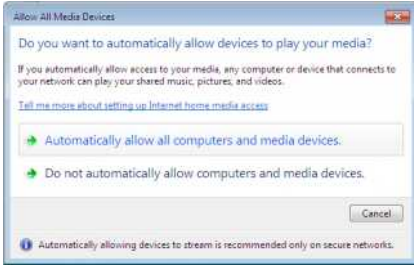 Allow All Media Devices
Do you want to automatically allow devices to play your media?
If you automatically allow access to your media, any computer or device that connects to
your network can play your shared music, pictures, and videos.
Tell me more about setting up Internet home media access
Automatically allow all computers and media devices.
Do not automatically allow computers and media devices.
Cancel
Automatically allowing devices to stream is recommended only on secure networks.